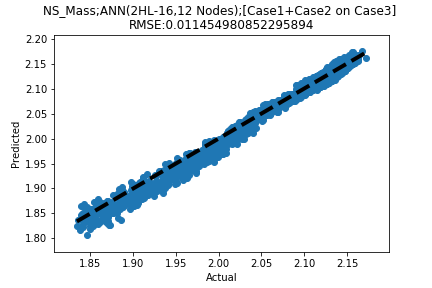 NS_Mass;ANN(2HL-16,12 Nodes);[Case1+Case2 on Case3]
RMSE:0.011454980852295894
2.20
2.15
2.10
2.05
2.00
1.95
1.90
1.85
1.80
Predicted
1.85 1.90 1.95 2.00 2.05 2.10 2.15
Actual